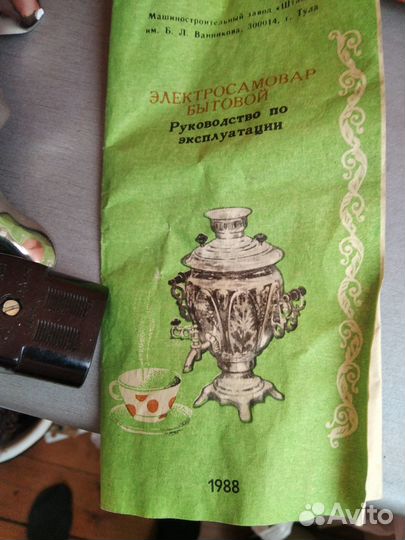 Машиностроительный завод «Шта
им. Б. Л. Ванникова, 300014, г. Тула
ЭЛЕКТРОСАМОВАР
БЫТОВОЙ
Руководство по
эксплуатации
1988
Avito